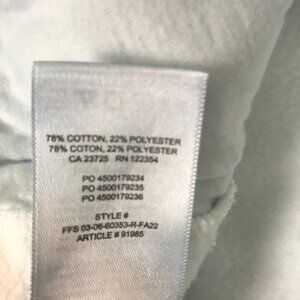 78% COTTON, 22% POLYESTER
78% COTON, 22% POLYESTER
CA 23725 RN 122354
PO 4500179234
PO 4500179235
PO 4500179236
STYLE #
FFS 03-06-60353-R-FA22
ARTICLE # 91985